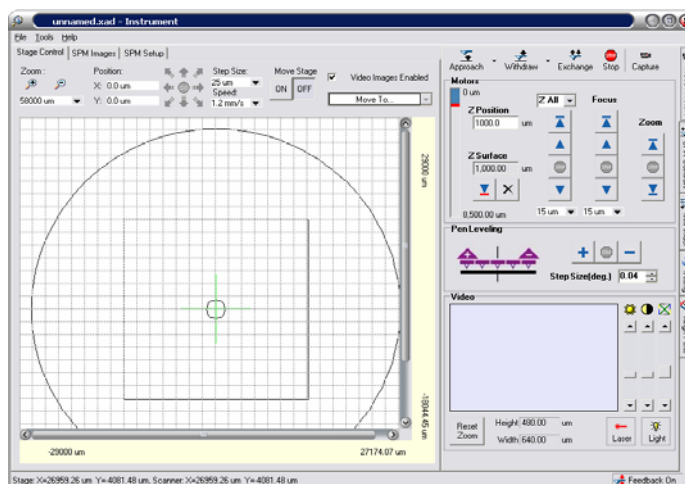 unnamed.xad - Instrument
File Tools Help
Stage Control SPM Images SPM Setup
Zoom :
58000 um
Position:
X: 0.0 um
Y: 0.0 um
Step Size:
25 um
Speed:
1.2 mm/s
Move Stage
ON OFF
Video Images Enabled
Move To...
29000 um
-18044.45 um
-29000 um
27174.07 um
Approach Withdraw Exchange Stop Capture
Motors
0 um
Z All
Focus
Z Position
1000.0 um
Zoom
Z Surface
1,000.00 um
8,500.00 um
15 um 15 um
Pen Leveling
Step Size(deg.) 0.04
Video
Reset Zoom
Height 480.00 um
Width 640.00 um
Laser Light
Stage: X=26959.26 um Y=-4081.48 um, Scanner: X=26959.26 um Y=-4081.48 um
Feedback On